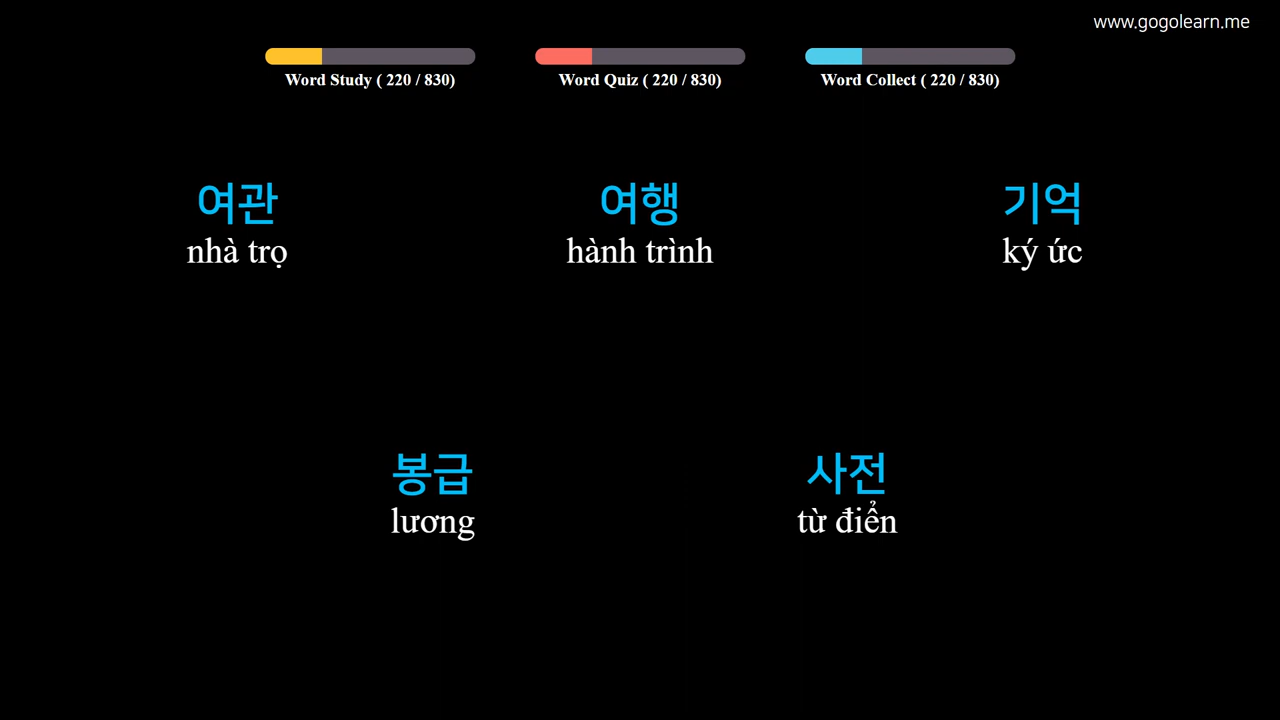 www.gogolearn.me
Word Study ( 220 / 830)
Word Quiz ( 220 / 830)
Word Collect ( 220 / 830)
여관
nhà trọ
여행
hành trình
기억
ký ức
봉급
lương
사전
từ điển